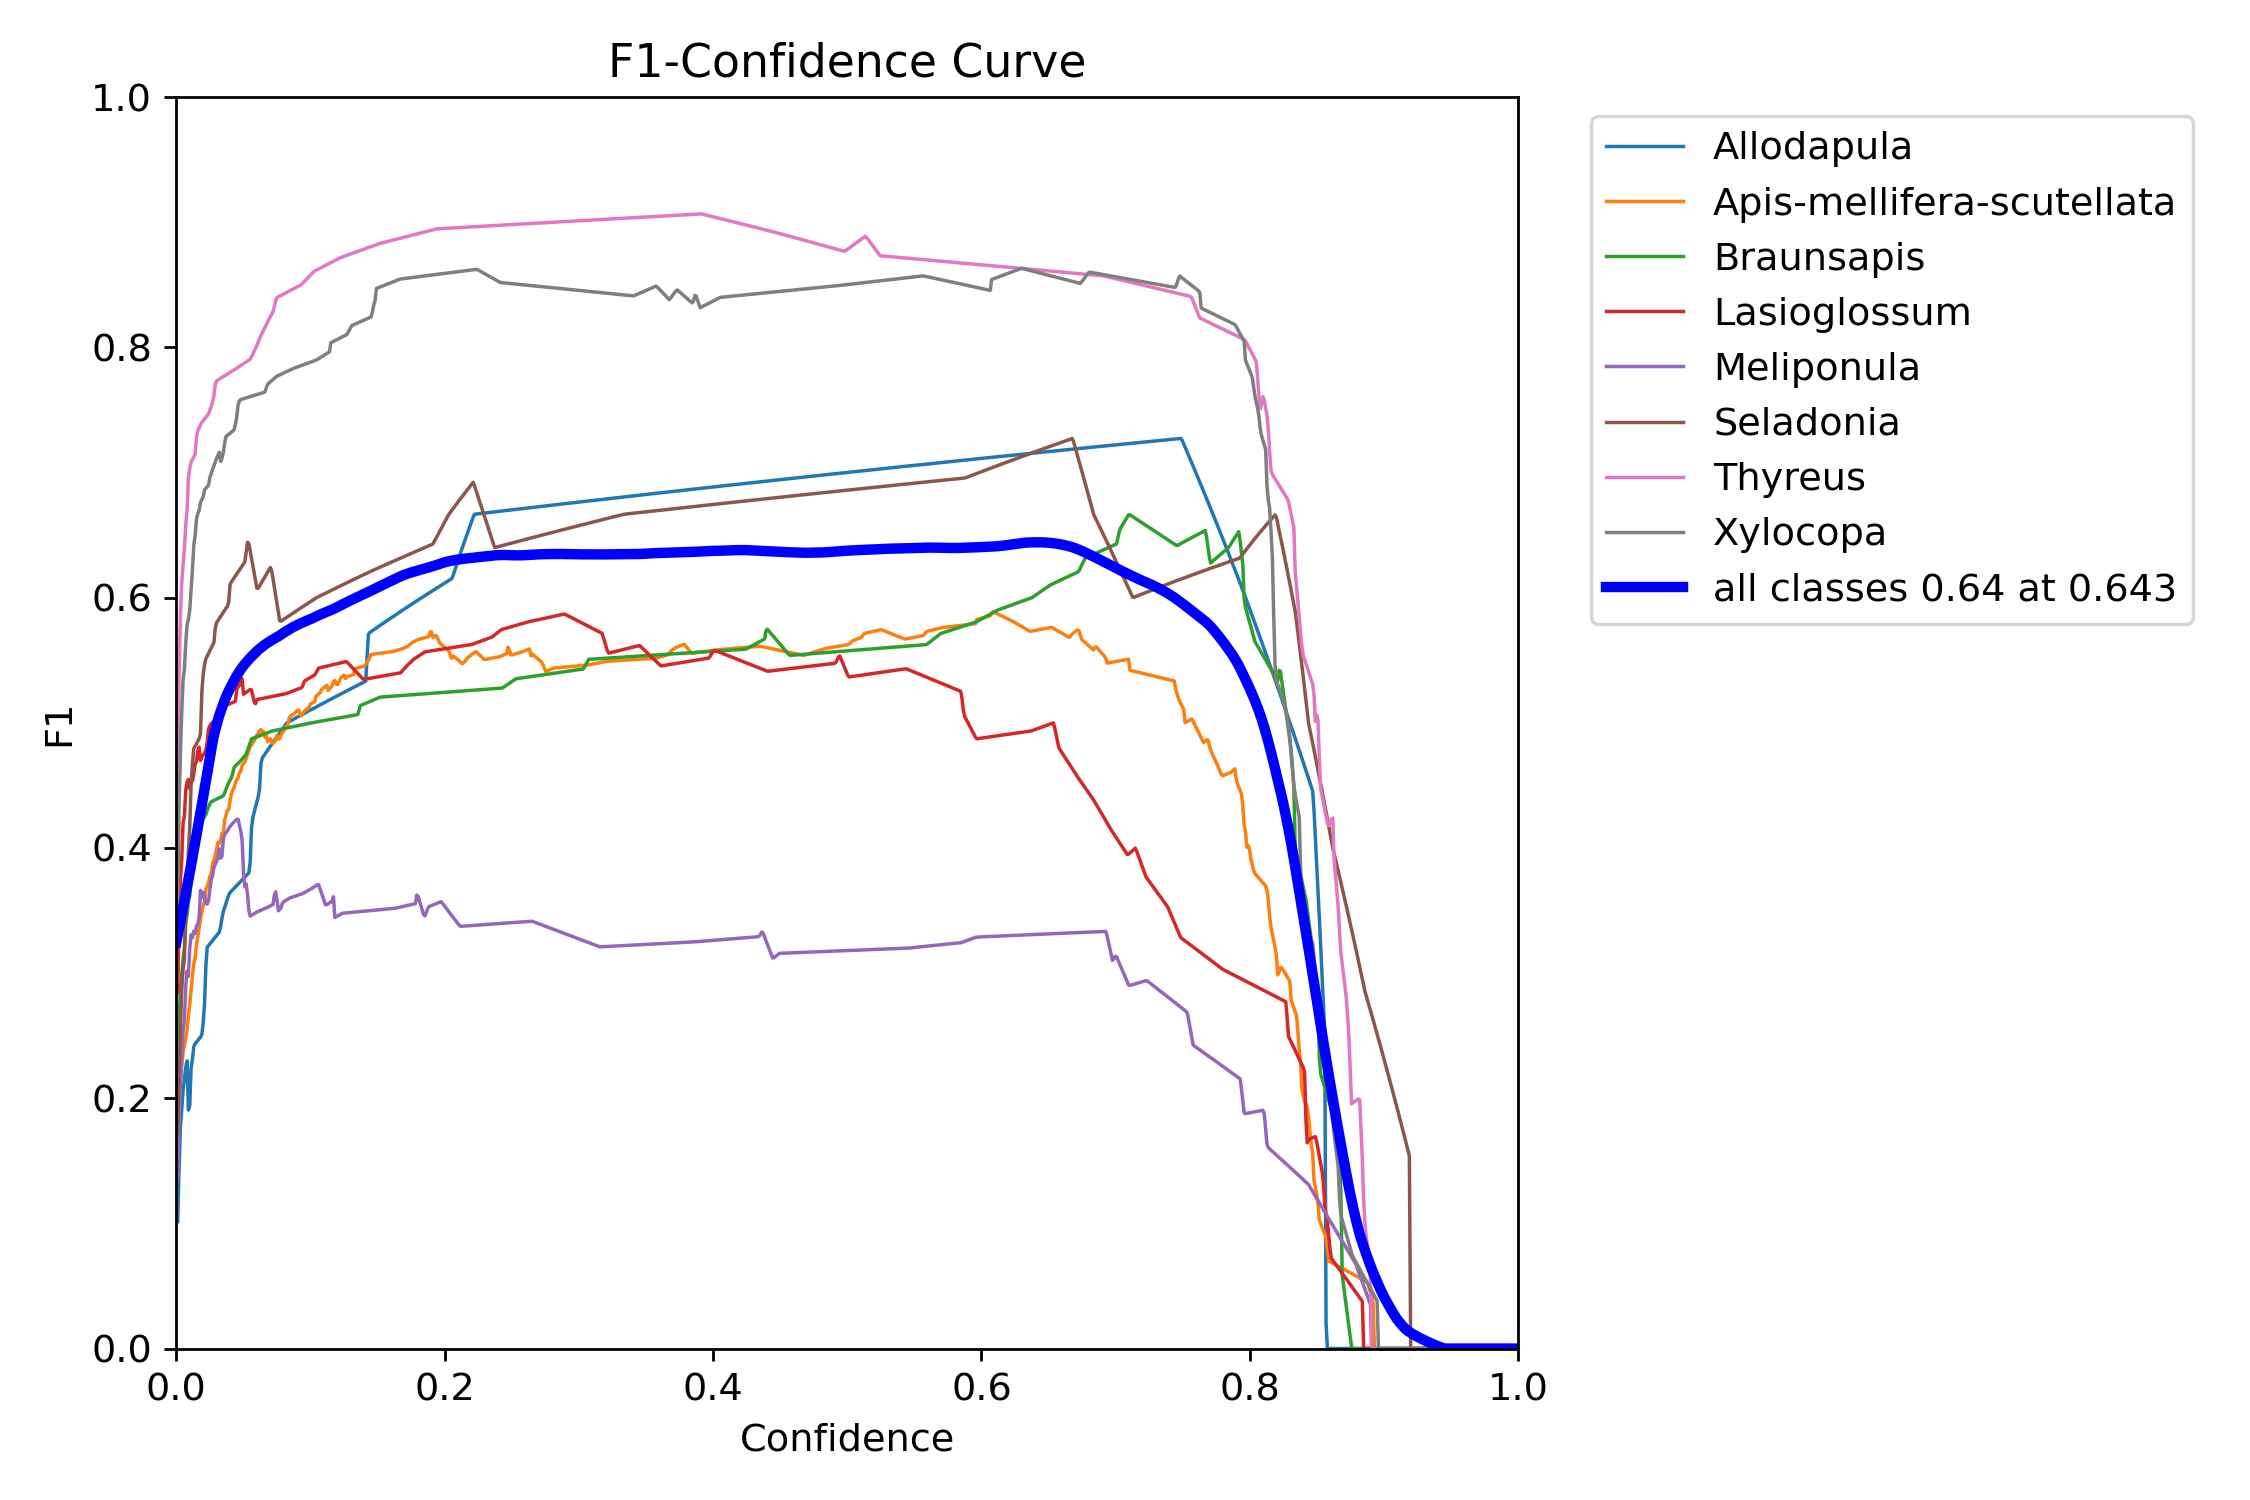 F1-Confidence Curve
1.0
0.8
0.6
0.4
0.2
0.0
F1
0.0 0.2 0.4 0.6 0.8 1.0
Confidence
Allodapula
Apis-mellifera-scutellata
Braunsapis
Lasioglossum
Meliponula
Seladonia
Thyreus
Xylocopa
all classes 0.64 at 0.643